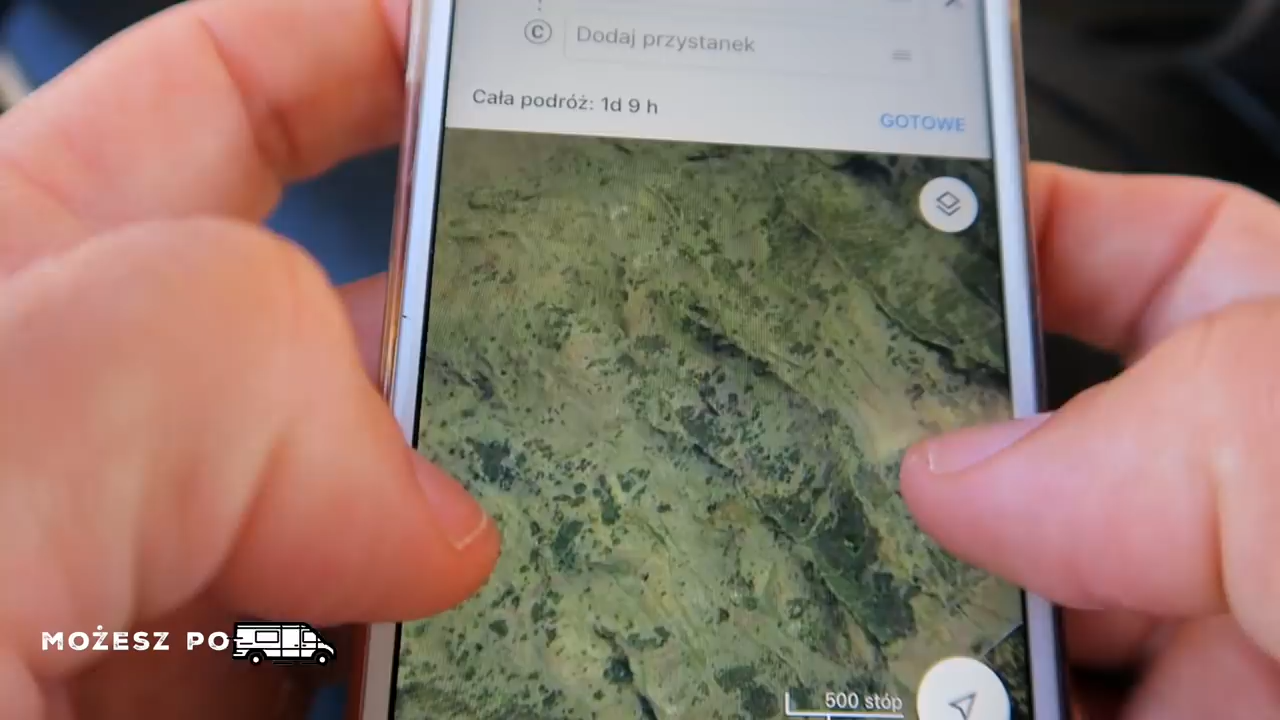 C Dodaj przystanek
Cała podróż: 1d 9 h
GOTOWE
500 stóp
MOŻESZ PO